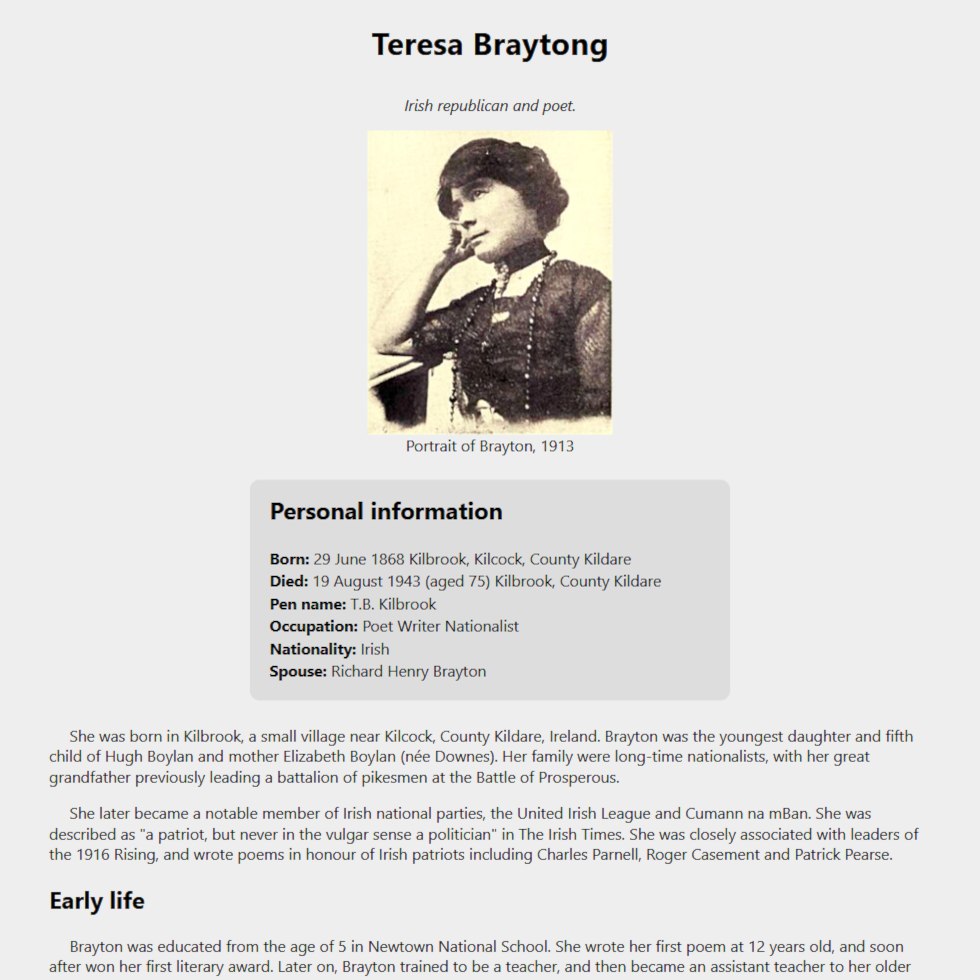 Teresa Braytong
Irish republican and poet.
Portrait of Brayton, 1913
Personal information
Born: 29 June 1868 Kilbrook, Kilcock, County Kildare
Died: 19 August 1943 (aged 75) Kilbrook, County Kildare
Pen name: T.B. Kilbrook
Occupation: Poet Writer Nationalist
Nationality: Irish
Spouse: Richard Henry Brayton
She was born in Kilbrook, a small village near Kilcock, County Kildare, Ireland. Brayton was the youngest daughter and fifth
child of Hugh Boylan and mother Elizabeth Boylan (née Downes). Her family were long-time nationalists, with her great
grandfather previously leading a battalion of pikesmen at the Battle of Prosperous.
She later became a notable member of Irish national parties, the United Irish League and Cumann na mBan. She was
described as "a patriot, but never in the vulgar sense a politician" in The Irish Times. She was closely associated with leaders of
the 1916 Rising, and wrote poems in honour of Irish patriots including Charles Parnell, Roger Casement and Patrick Pearse.
Early life
Brayton was educated from the age of 5 in Newtown National School. She wrote her first poem at 12 years old, and soon
after won her first literary award. Later on, Brayton trained to be a teacher, and then became an assistant teacher to her older